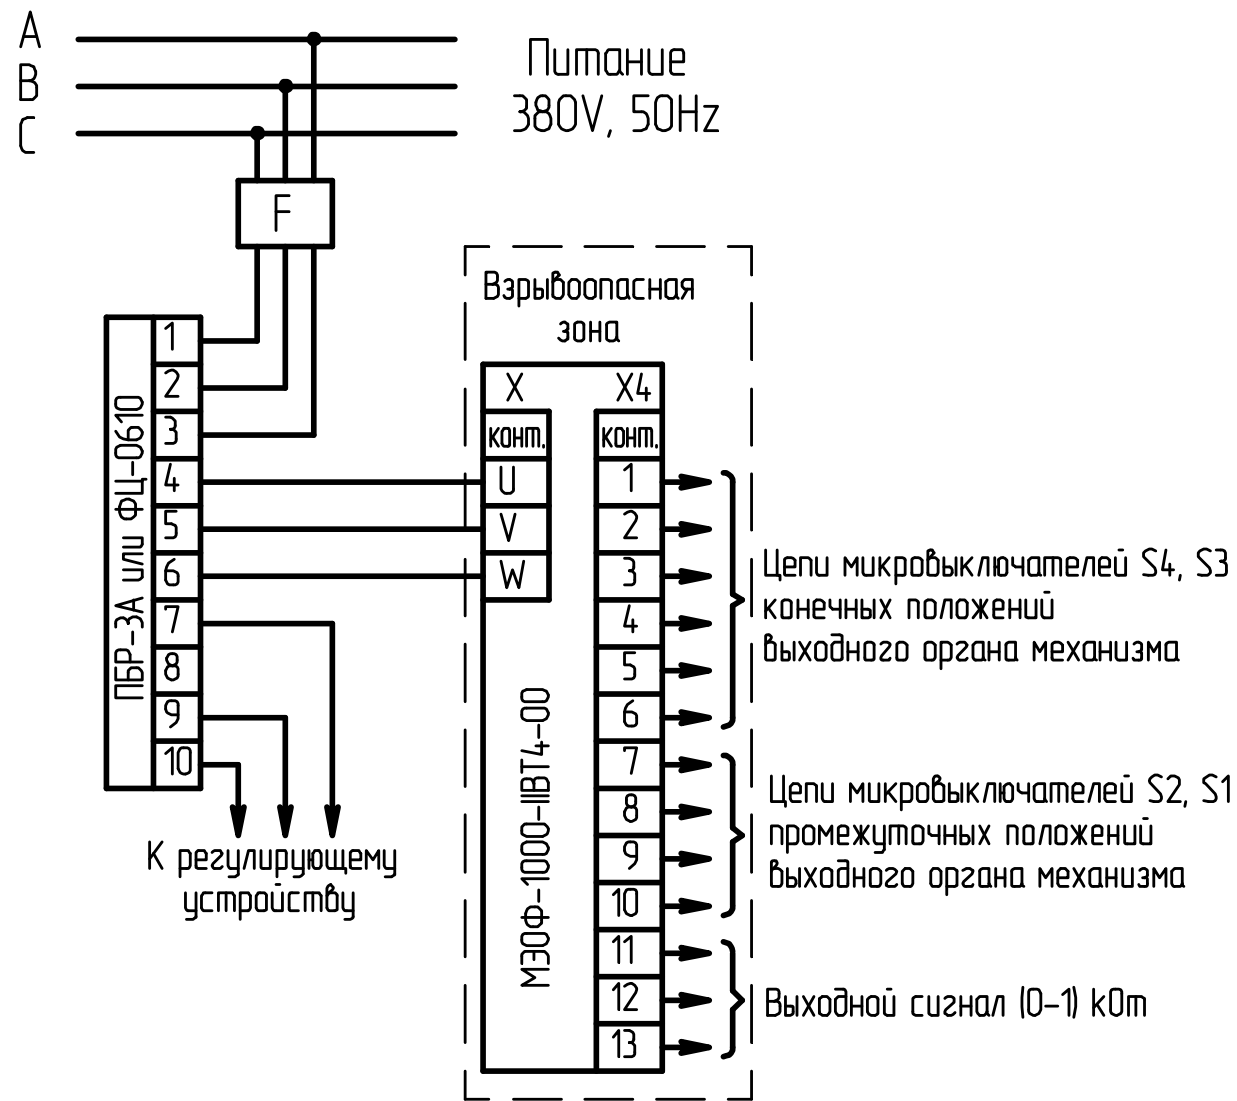 A
B
C
Питание
380V, 50Hz
F
Взрывоопасная
зона
ПБР-3А или ФЦ-0610
1
2
3
4
5
6
7
8
9
10
К регулирующему
устройству
X
X4
конт.
конт.
U
V
W
МЭОФ-1000-IIВТ4-00
1
2
3
4
5
6
7
8
9
10
11
12
13
Цепи микровыключателей S4, S3
конечных положений
выходного органа механизма
Цепи микровыключателей S2, S1
промежуточных положений
выходного органа механизма
Выходной сигнал (0-1) кОм